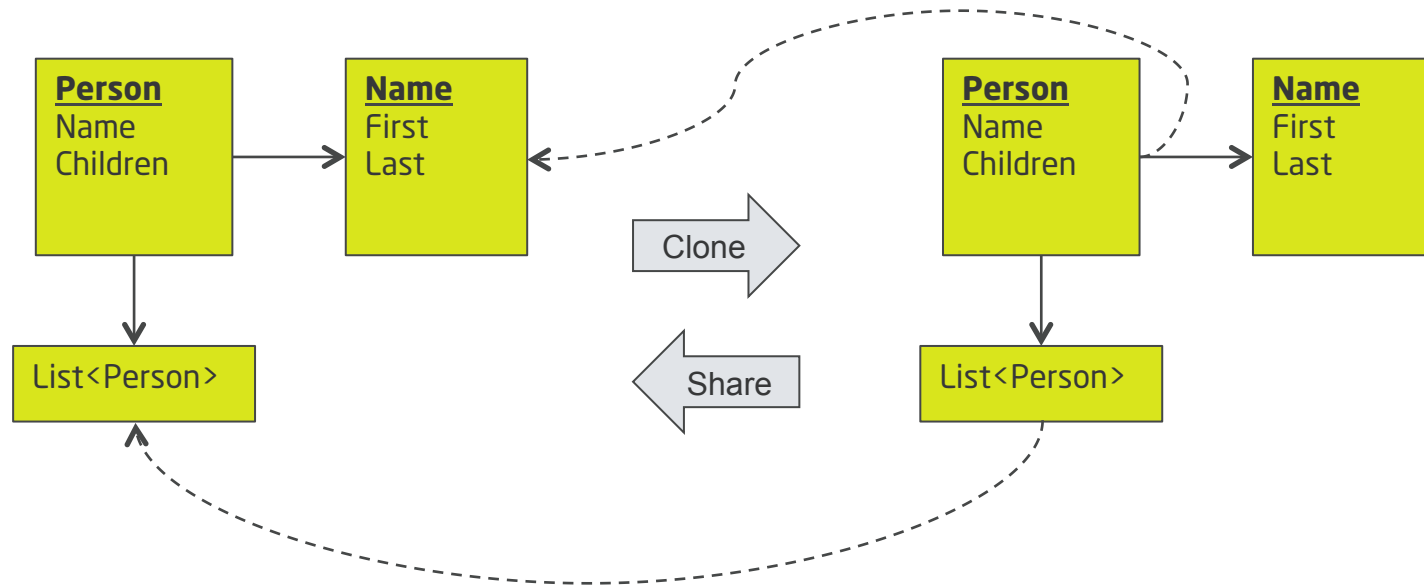 Person
Name
Children
Name
First
Last
Person
Name
Children
Name
First
Last
Clone
Share
List<Person>
List<Person>